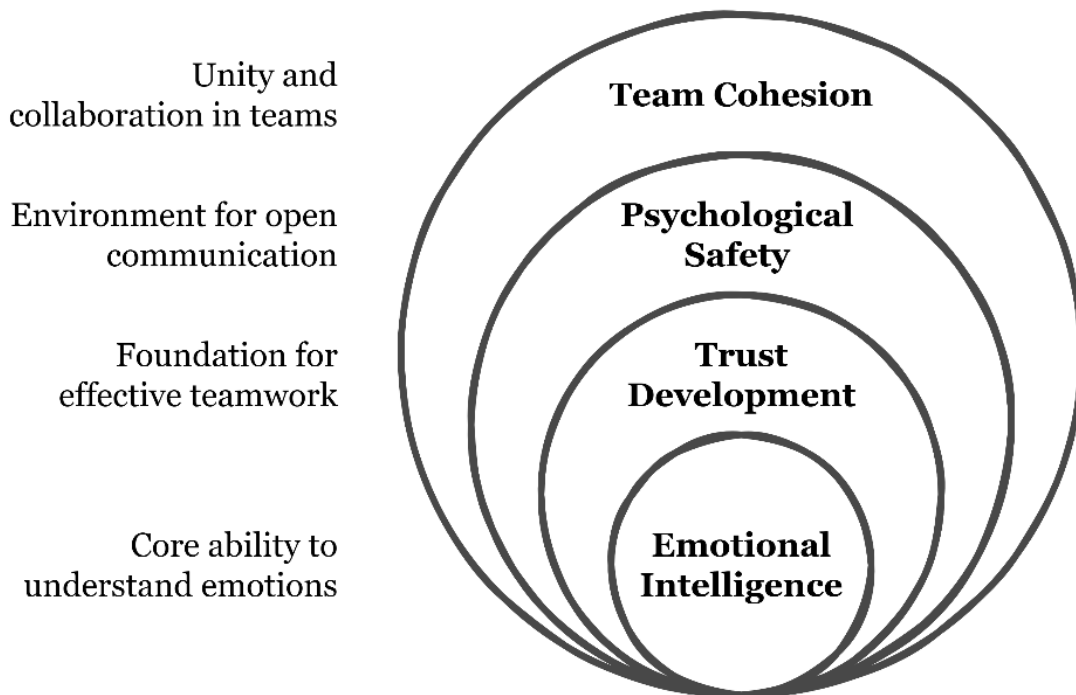 Unity and
collaboration in teams
Team Cohesion
Environment for open
communication
Psychological
Safety
Foundation for
effective teamwork
Trust
Development
Core ability to
understand emotions
Emotional
Intelligence